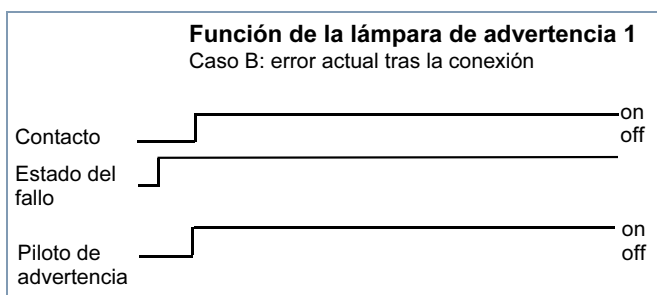 Función de la lámpara de advertencia 1
Caso B: error actual tras la conexión
on
Contacto
off
Estado del
fallo
on
Piloto de
off
advertencia